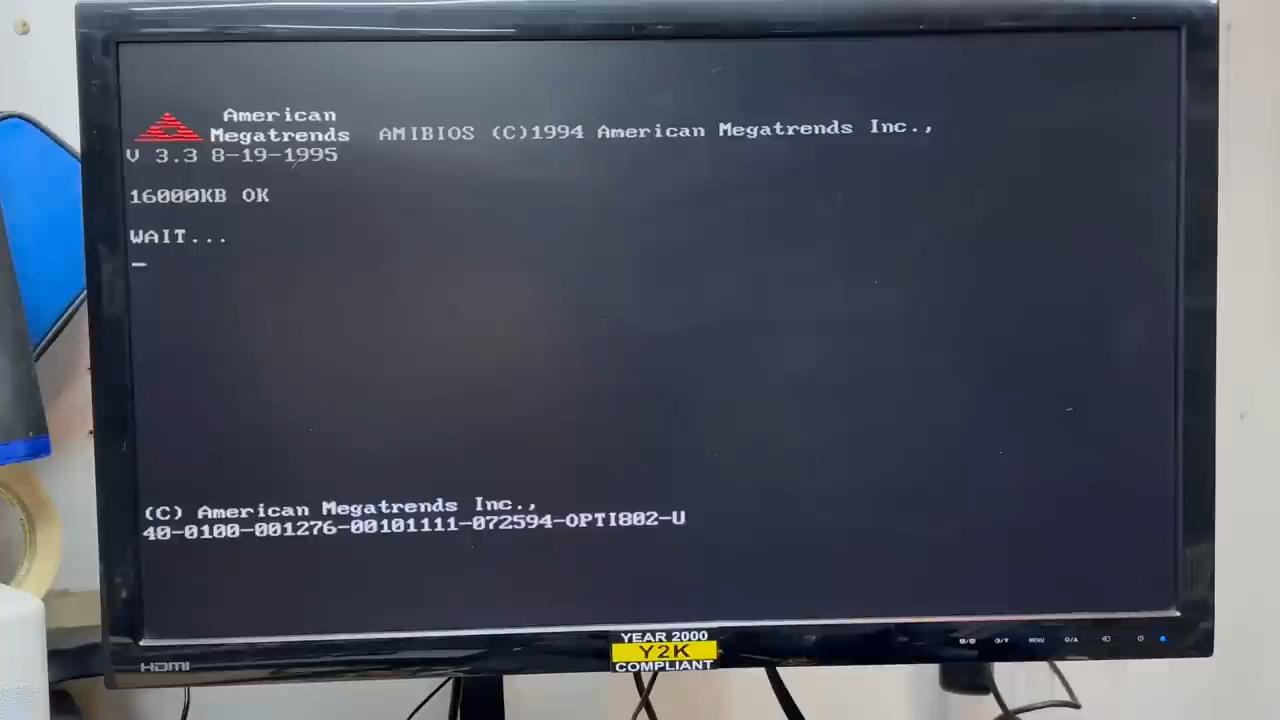 American
Megatrends AMIBIOS (C)1994 American Megatrends Inc.,
V 3.3 8-19-1995
16000KB OK
WAIT...
(C) American Megatrends Inc.,
40-0100-001276-00101111-072594-OPTI802-U
HDMI
YEAR 2000
Y2K
COMPLIANT
MENU